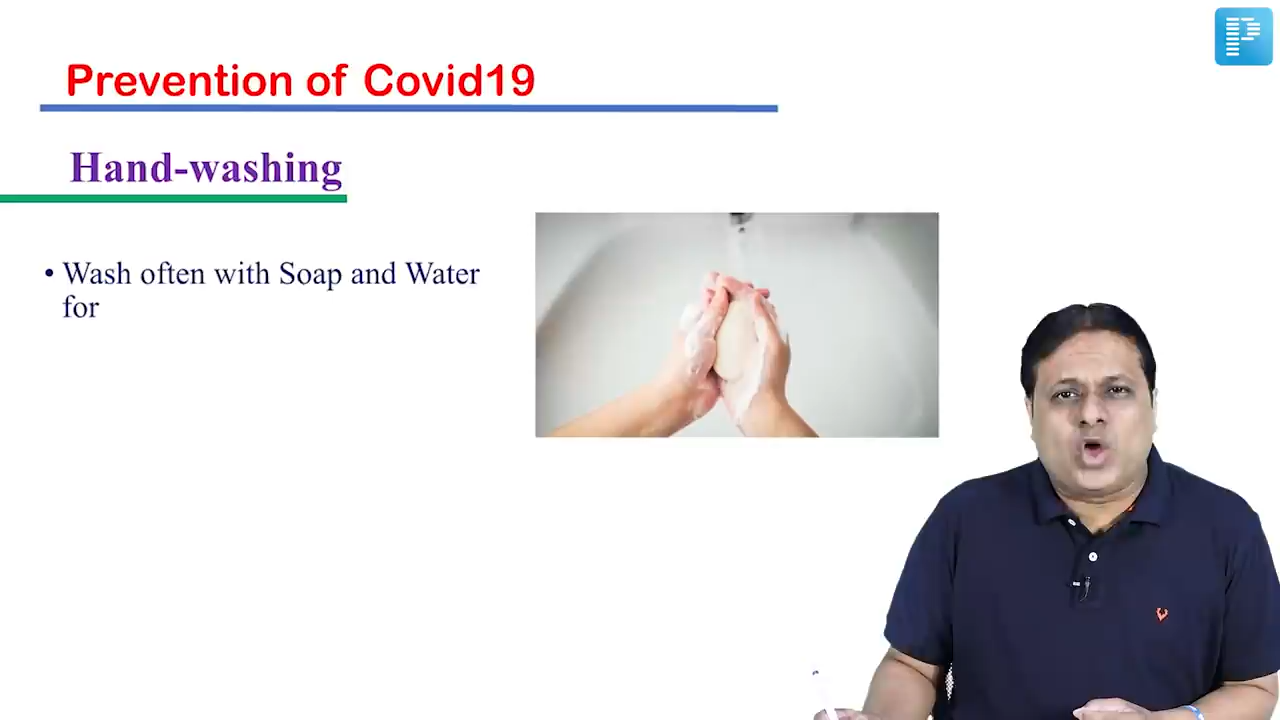 Prevention of Covid19
Hand-washing
• Wash often with Soap and Water
for
P